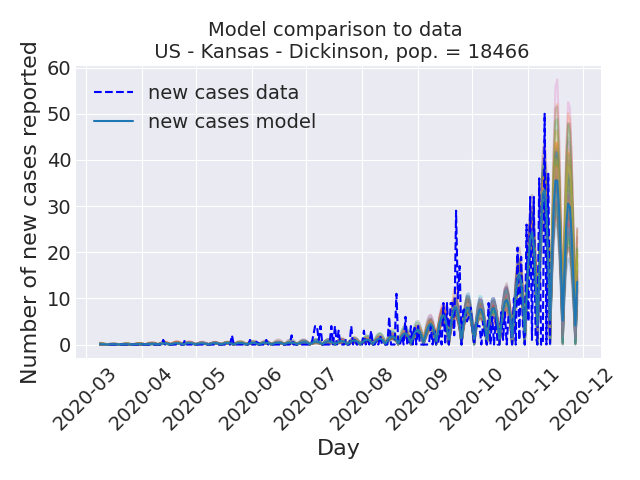 Model comparison to data
US - Kansas - Dickinson, pop. = 18466
Number of new cases reported
60
50
40
30
20
10
0
new cases data
new cases model
2020-03
2020-04
2020-05
2020-06
2020-07
2020-08
2020-09
2020-10
2020-11
2020-12
Day